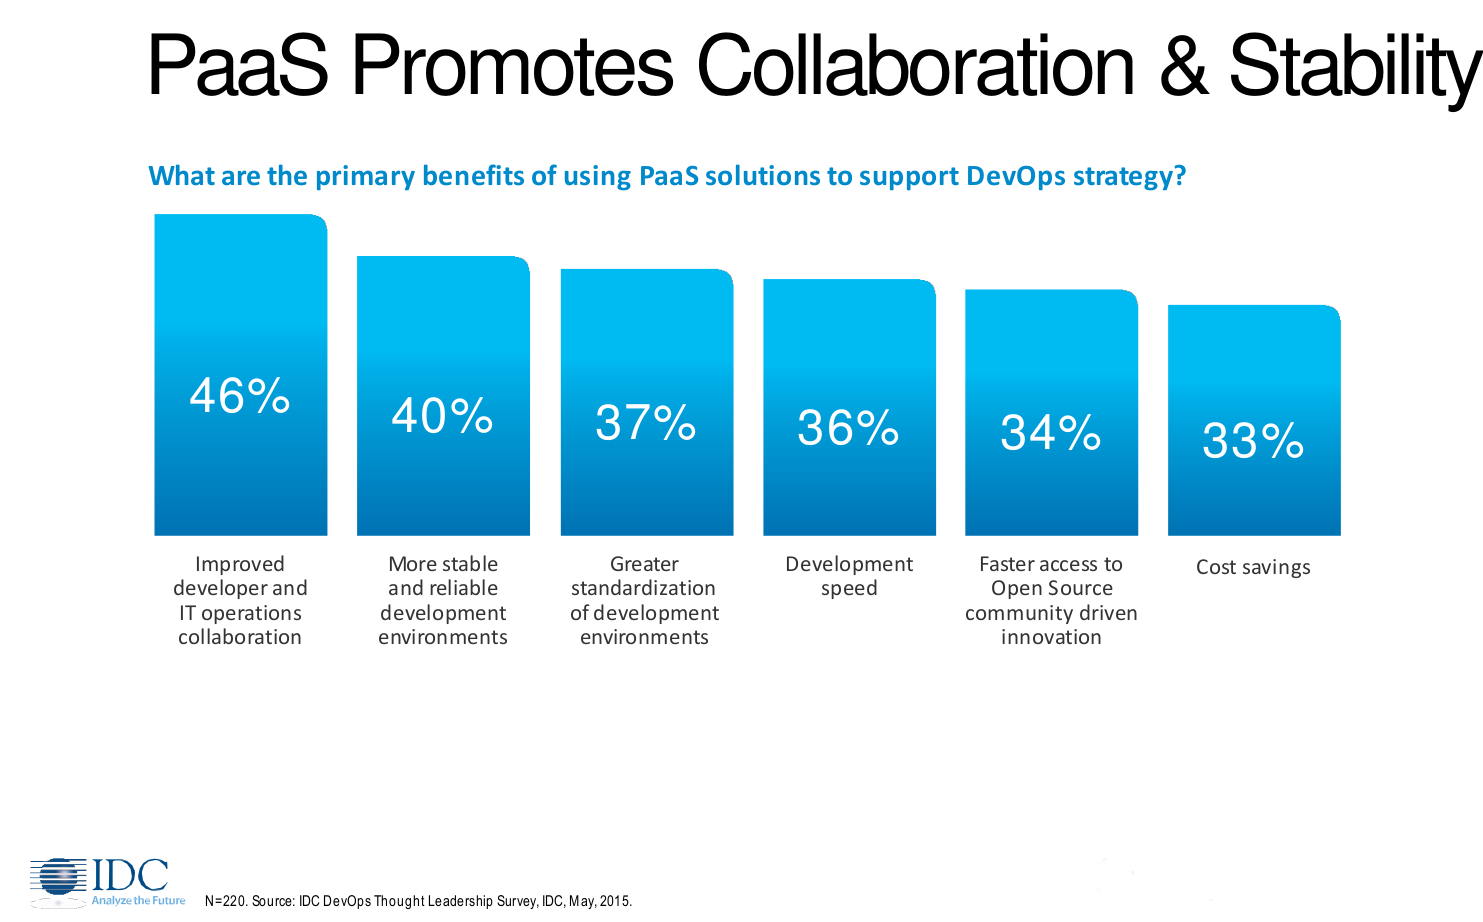 PaaS Promotes Collaboration & Stability
What are the primary benefits of using PaaS solutions to support DevOps strategy?
46%
40%
37%
36%
34%
33%
Improved
developer and
IT operations
collaboration
More stable
and reliable
development
environments
Greater
standardization
of development
environments
Development
speed
Faster access to
Open Source
community driven
innovation
Cost savings
IDC
Analyze the Future
N=220. Source: IDC DevOps Thought Leadership Survey, IDC, May, 2015.